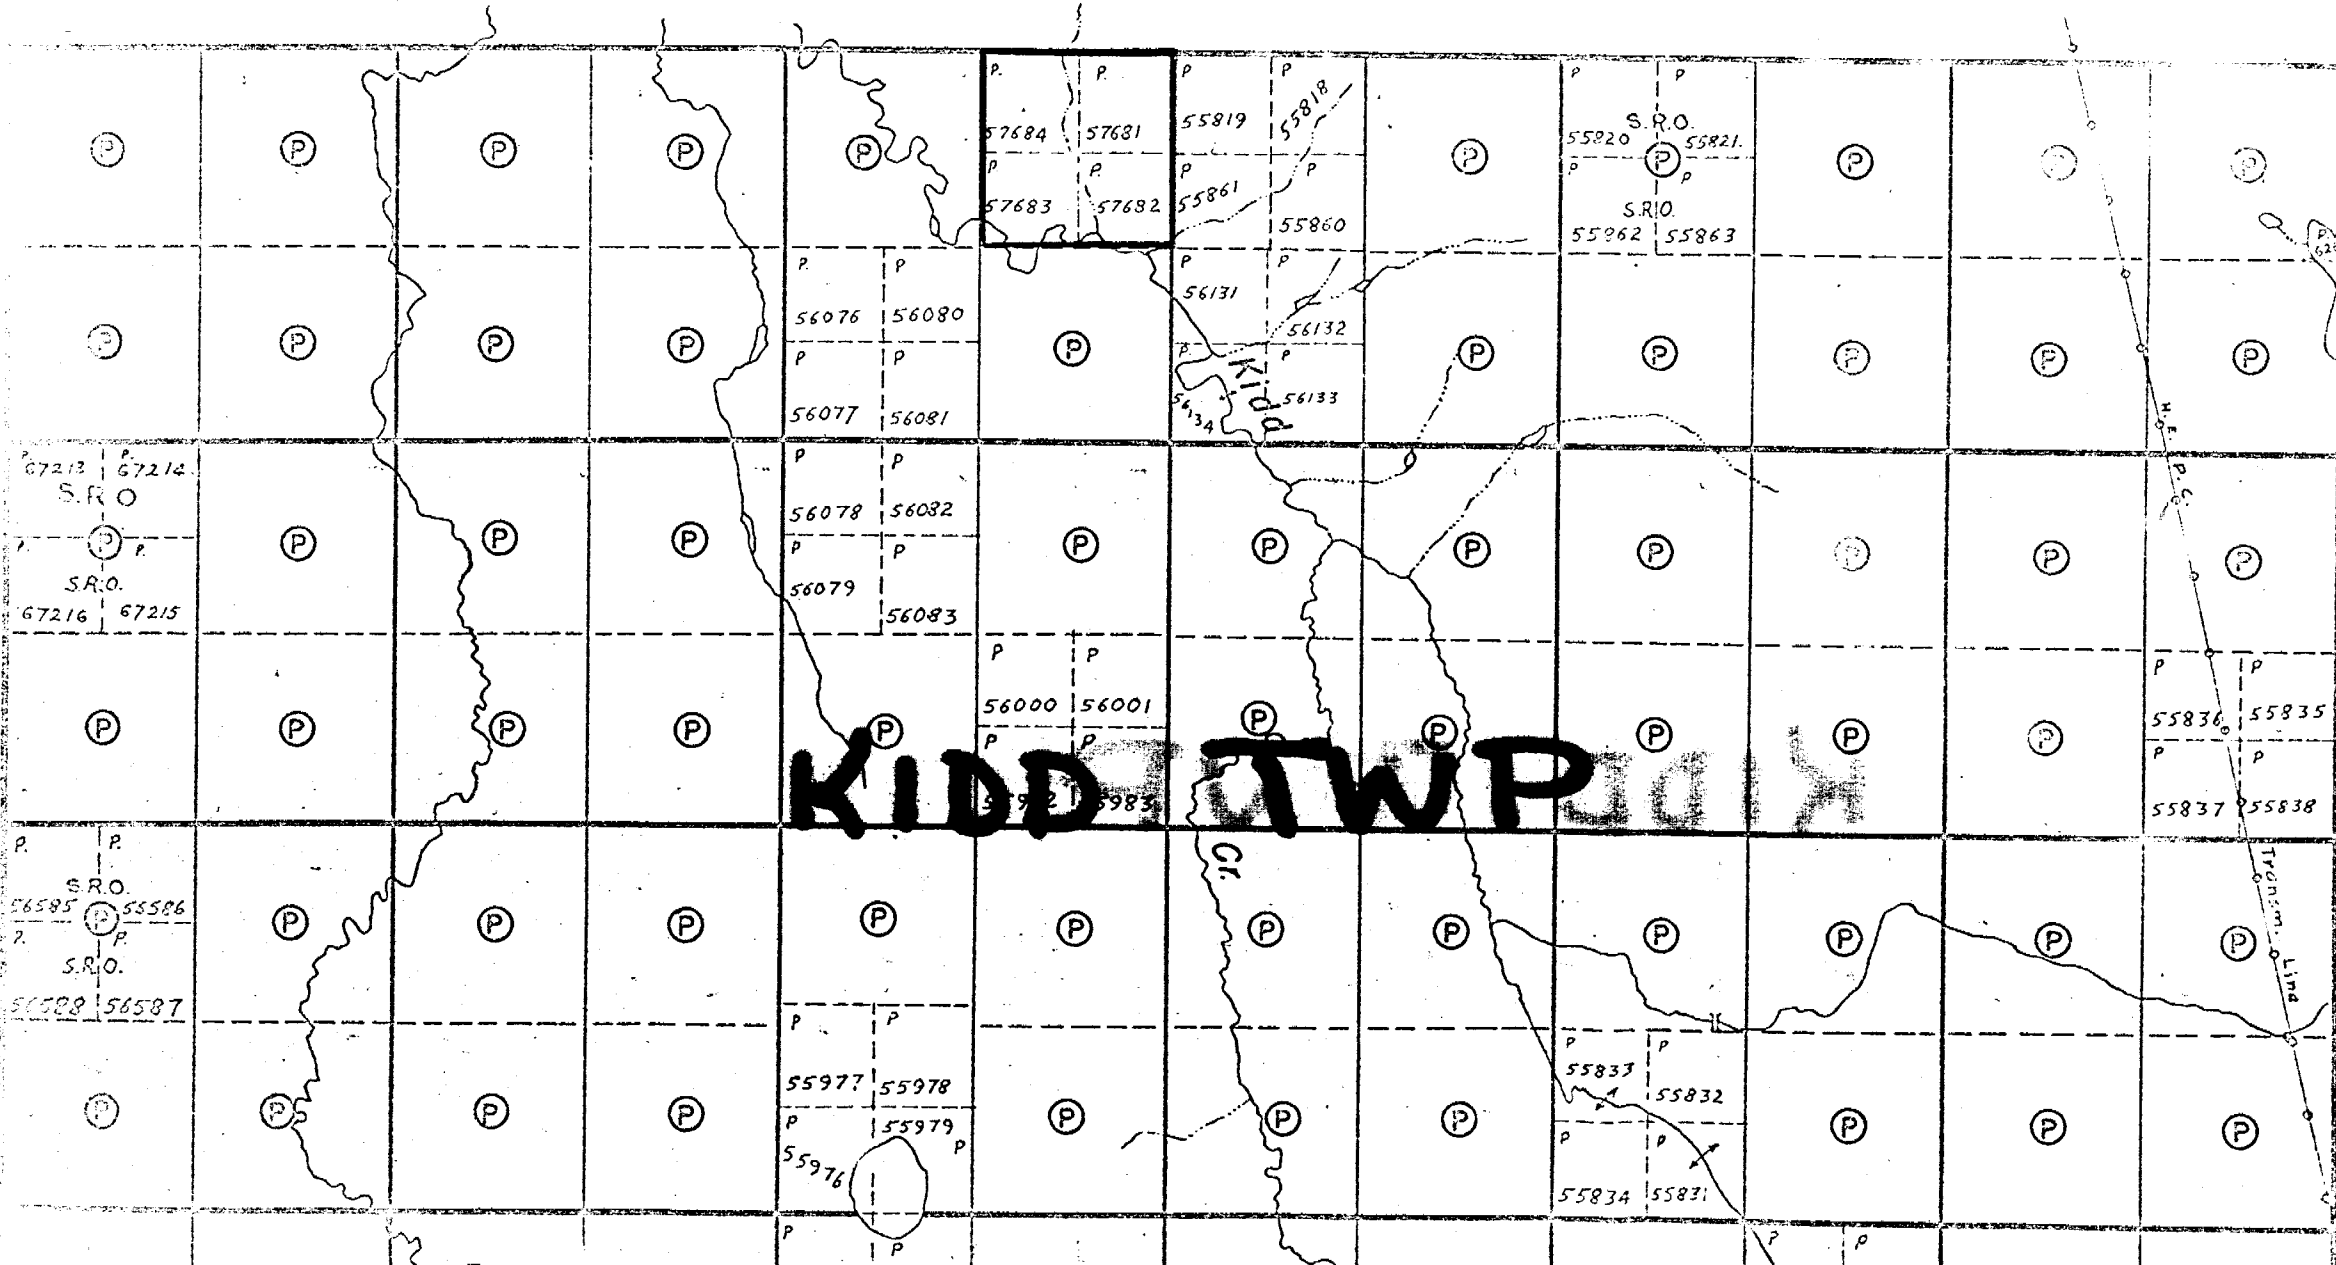 P. P. P P P P
57684 57681 55819 55818 S.R.O.
55820 55821.
P P P P P P P P P P P
P P. P P P P
57683 57682 55861 55860 S.R.O.
55862 55863
P. P P P
56131
56076 56080 56132
P P P P P P P P P P
P P P. P
Kidd
56077 56081 56134 56133
H. E. P. C.
P. P. P P
67213 67214
S.R.O
56078 56082
P P P P P P P P P P P P
P. P. P P
S.R.O.
56079
67216 67215 56083
P P P P
56000 56001 55836 55835
P P P P P P P P P P P
P P P P
KIDD TWP
55837 55838
P. P. Cr. Transm. Line
S.R.O.
56585
P P P P P P P P P P P P
P.
S.R.O.
56588 56587
P P P P
55977 55978 55833 55832
P P P P P P P P P P
P 55979 P P P
55976 55834 55831
P P P P